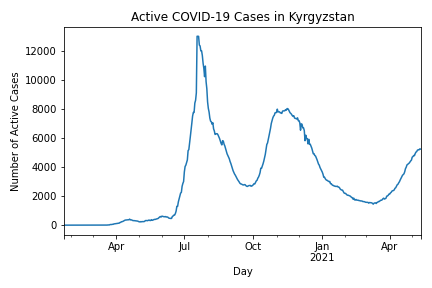 Active COVID-19 Cases in Kyrgyzstan
Number of Active Cases
12000
10000
8000
6000
4000
2000
0
Apr
Jul
Oct
Jan
2021
Apr
Day